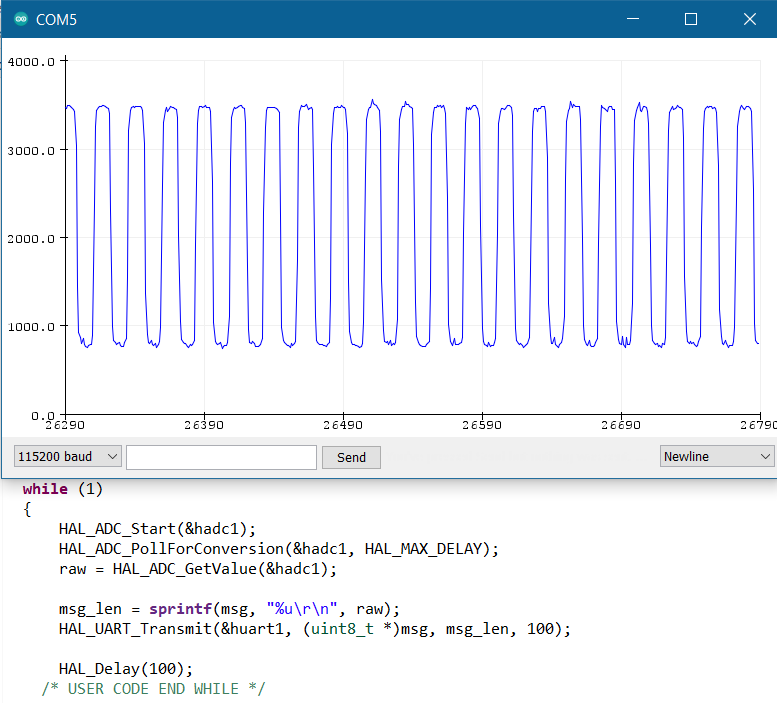 COM5
4000.0
3000.0
2000.0
1000.0
0.0
26290 26390 26490 26590 26690 26790
115200 baud Send Newline
while (1)
{
HAL_ADC_Start(&hadc1);
HAL_ADC_PollForConversion(&hadc1, HAL_MAX_DELAY);
raw = HAL_ADC_GetValue(&hadc1);
msg_len = sprintf(msg, "%u\r\n", raw);
HAL_UART_Transmit(&huart1, (uint8_t *)msg, msg_len, 100);
HAL_Delay(100);
/* USER CODE END WHILE */